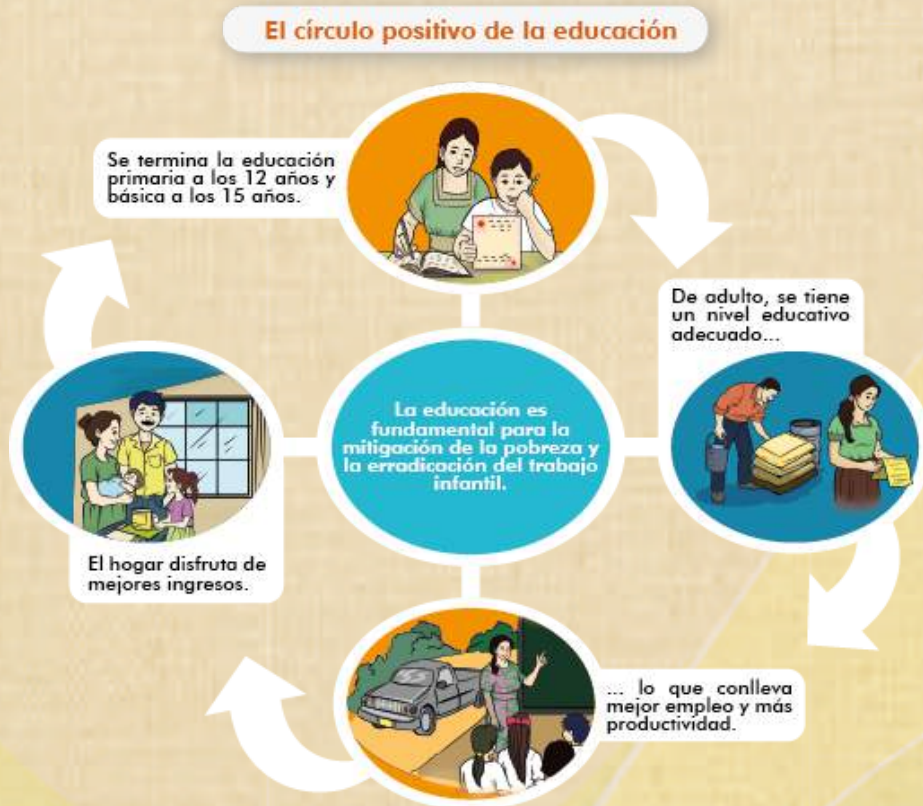 El círculo positivo de la educación
Se termina la educación
primaria a los 12 años y
básica a los 15 años.
De adulto, se tiene
un nivel educativo
adecuado...
La educación es
fundamental para la
mitigación de la pobreza y
la erradicación del trabajo
infantil.
El hogar disfruta de
mejores ingresos.
... lo que conlleva
mejor empleo y más
productividad.